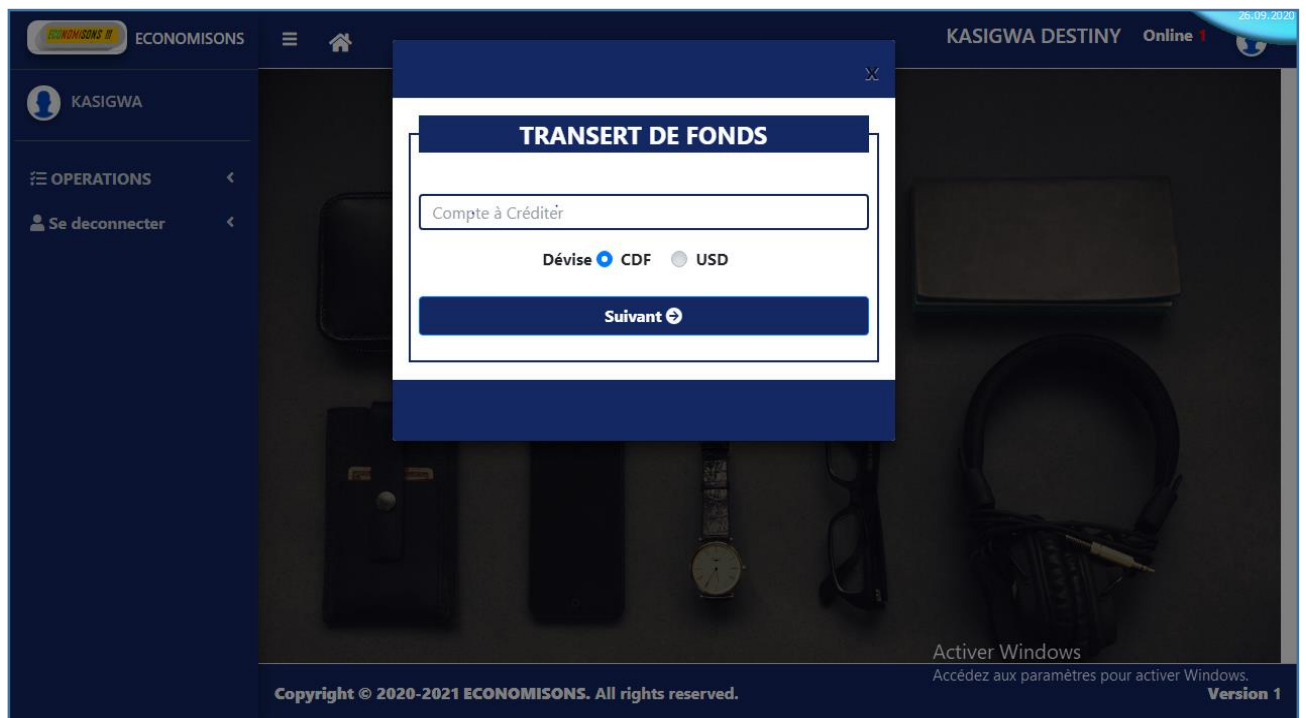 26.09.2020
ECONOMISONS !!!
ECONOMISONS
KASIGWA DESTINY Online 1
X
KASIGWA
TRANSERT DE FONDS
OPERATIONS
Compte à Créditer
Se deconnecter
Dévise CDF USD
Suivant
Activer Windows
Accédez aux paramètres pour activer Windows.
Copyright © 2020-2021 ECONOMISONS. All rights reserved.
Version 1